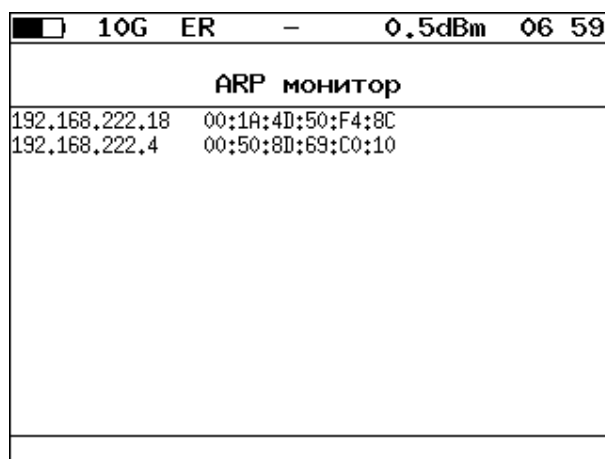 10G ER – 0.5dBm 06 59
ARP монитор
192.168.222.18 00:1A:4D:50:F4:8C
192.168.222.4 00:50:8D:69:C0:10